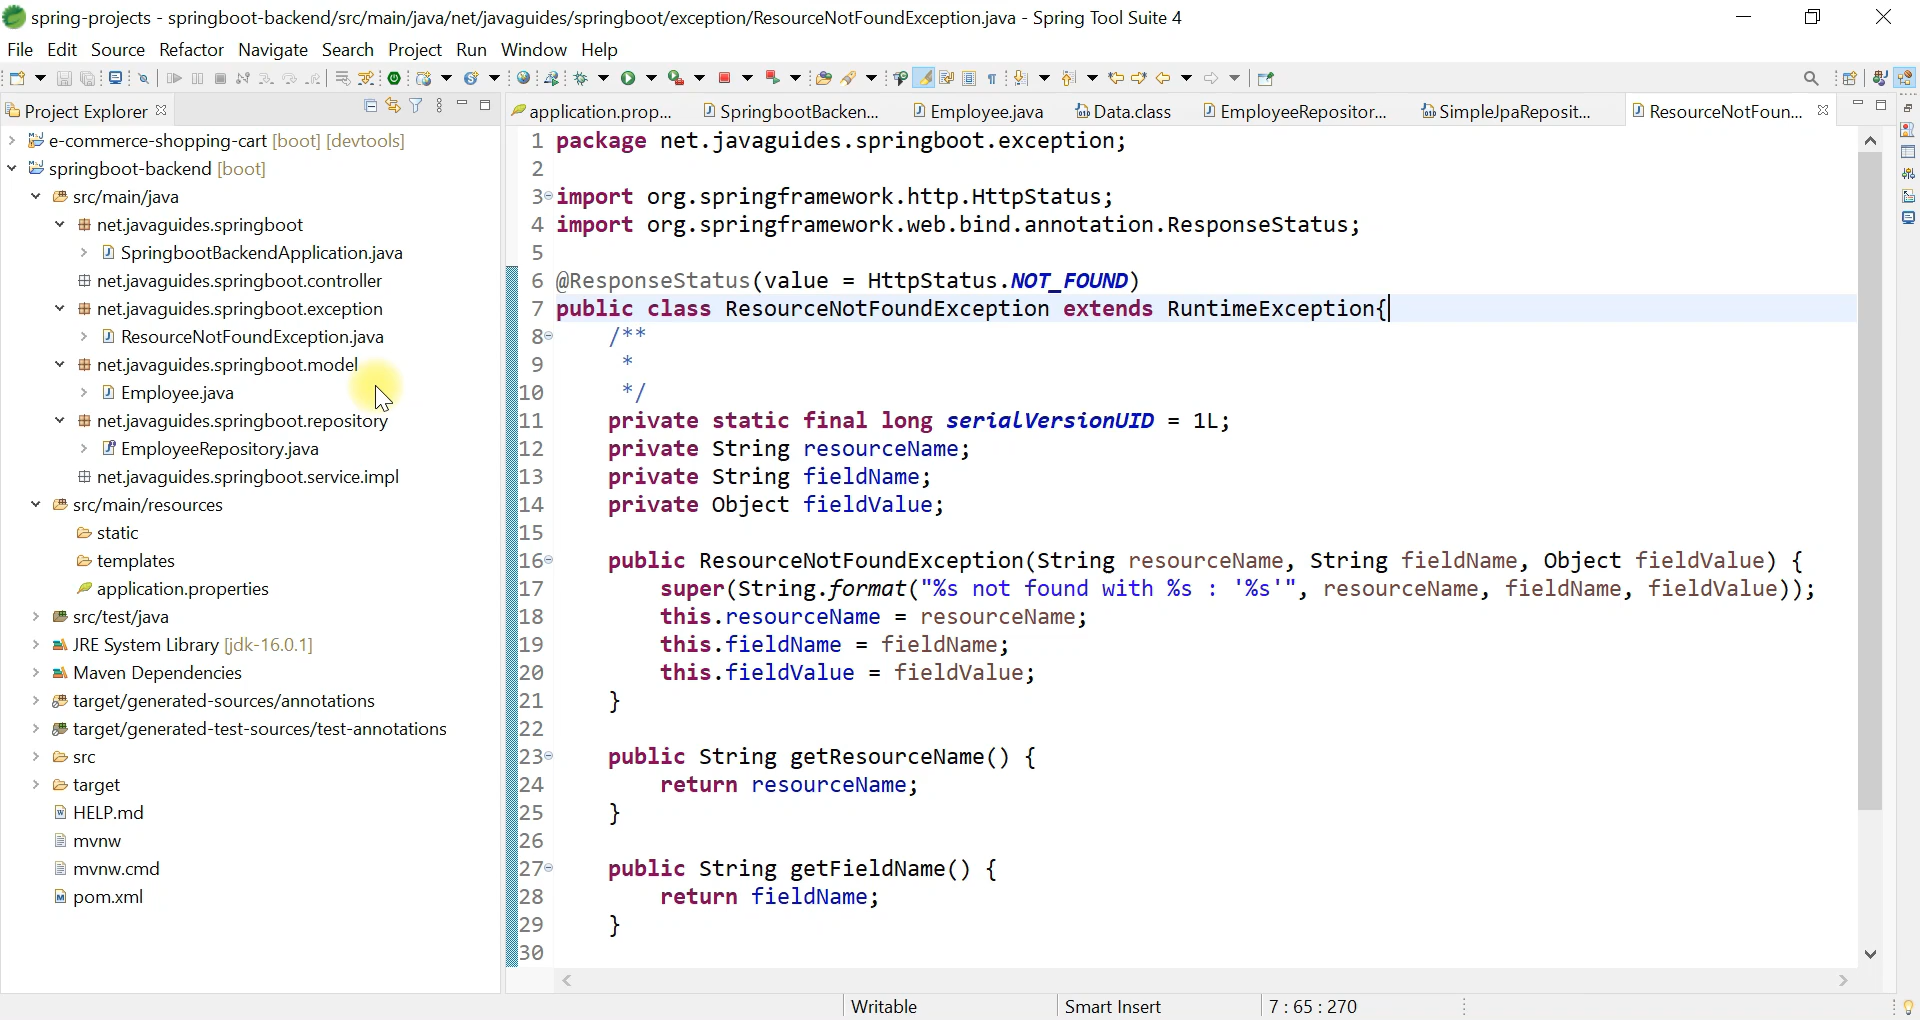 spring-projects - springboot-backend/src/main/java/net/javaguides/springboot/exception/ResourceNotFoundException.java - Spring Tool Suite 4
File Edit Source Refactor Navigate Search Project Run Window Help
Project Explorer
application.prop... SpringbootBacken... Employee.java Data.class EmployeeRepositor... SimpleJpaReposit... ResourceNotFoun...
e-commerce-shopping-cart [boot] [devtools]
springboot-backend [boot]
src/main/java
net.javaguides.springboot
SpringbootBackendApplication.java
net.javaguides.springboot.controller
net.javaguides.springboot.exception
ResourceNotFoundException.java
net.javaguides.springboot.model
Employee.java
net.javaguides.springboot.repository
EmployeeRepository.java
net.javaguides.springboot.service.impl
src/main/resources
static
templates
application.properties
src/test/java
JRE System Library [jdk-16.0.1]
Maven Dependencies
target/generated-sources/annotations
target/generated-test-sources/test-annotations
src
target
HELP.md
mvnw
mvnw.cmd
pom.xml
1 package net.javaguides.springboot.exception;
2
3 import org.springframework.http.HttpStatus;
4 import org.springframework.web.bind.annotation.ResponseStatus;
5
6 @ResponseStatus(value = HttpStatus.NOT_FOUND)
7 public class ResourceNotFoundException extends RuntimeException{
8 /**
9 *
10 */
11 private static final long serialVersionUID = 1L;
12 private String resourceName;
13 private String fieldName;
14 private Object fieldValue;
15
16 public ResourceNotFoundException(String resourceName, String fieldName, Object fieldValue) {
17 super(String.format("%s not found with %s : '%s'", resourceName, fieldName, fieldValue));
18 this.resourceName = resourceName;
19 this.fieldName = fieldName;
20 this.fieldValue = fieldValue;
21 }
22
23 public String getResourceName() {
24 return resourceName;
25 }
26
27 public String getFieldName() {
28 return fieldName;
29 }
30
Writable Smart Insert 7 : 65 : 270